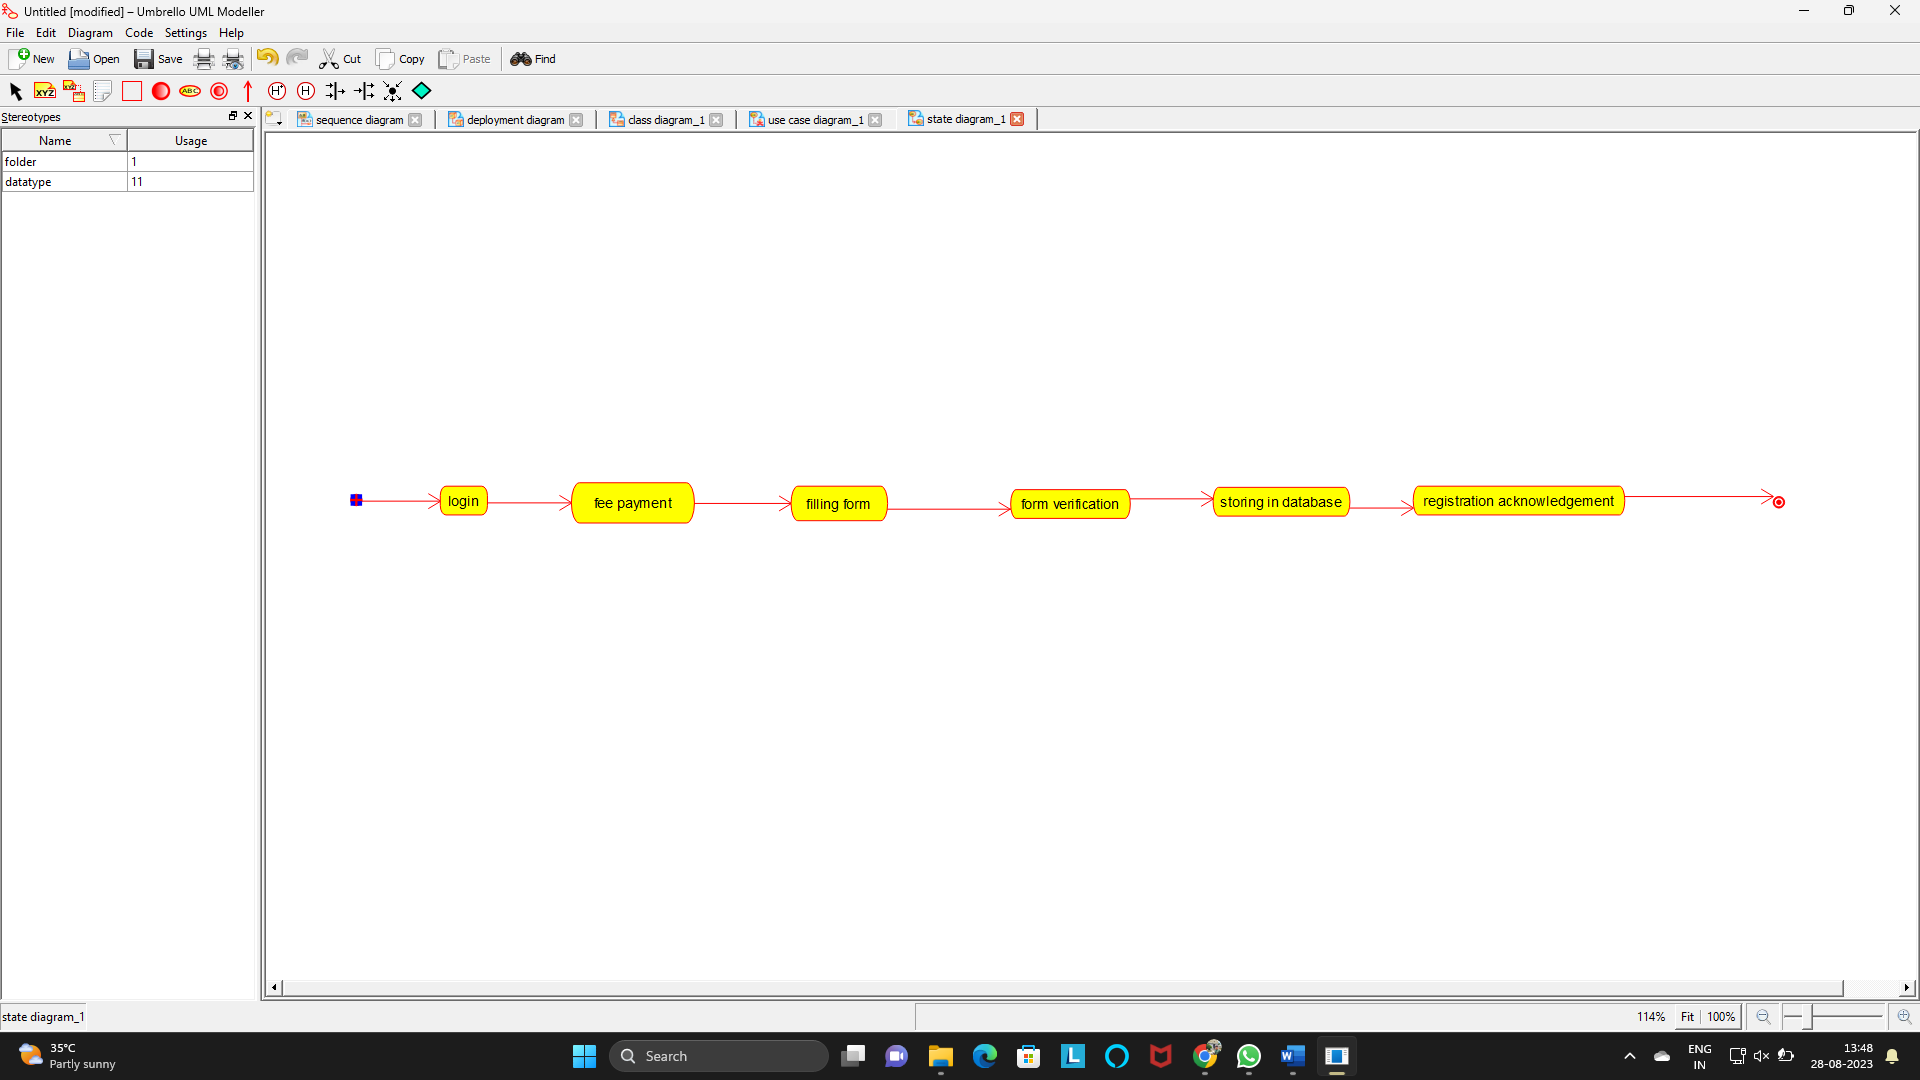 Untitled [modified] – Umbrello UML Modeller
File Edit Diagram Code Settings Help
New Open Save Cut Copy Paste Find
XYZ XYZ ABC H* H
Stereotypes
sequence diagram deployment diagram class diagram_1 use case diagram_1 state diagram_1
Name Usage
folder 1
datatype 11
login fee payment filling form form verification storing in database registration acknowledgement
state diagram_1 114% Fit 100%
35°C
Partly sunny
Search
L
W
ENG
IN
13:48
28-08-2023